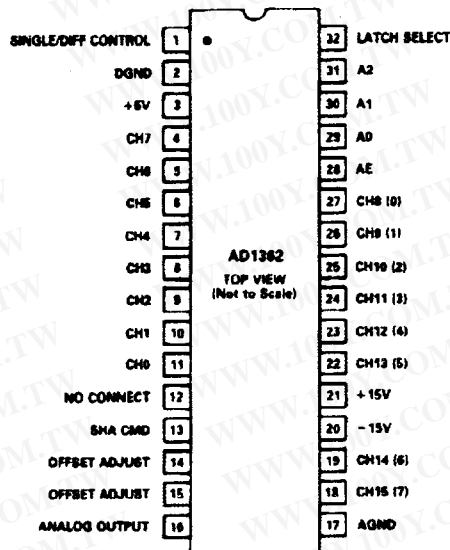 SINGLE/DIFF CONTROL 1
DGND 2
+5V 3
CH7 4
CH6 5
CH5 6
CH4 7
CH3 8
CH2 9
CH1 10
CH0 11
NO CONNECT 12
SHA CMD 13
OFFSET ADJUST 14
OFFSET ADJUST 15
ANALOG OUTPUT 16
AD1362
TOP VIEW
(Not to Scale)
32 LATCH SELECT
31 A2
30 A1
29 A0
28 AE
27 CH8 (0)
26 CH9 (1)
25 CH10 (2)
24 CH11 (3)
23 CH12 (4)
22 CH13 (5)
21 +15V
20 -15V
19 CH14 (6)
18 CH15 (7)
17 AGND
WWW.100Y.COM.TW